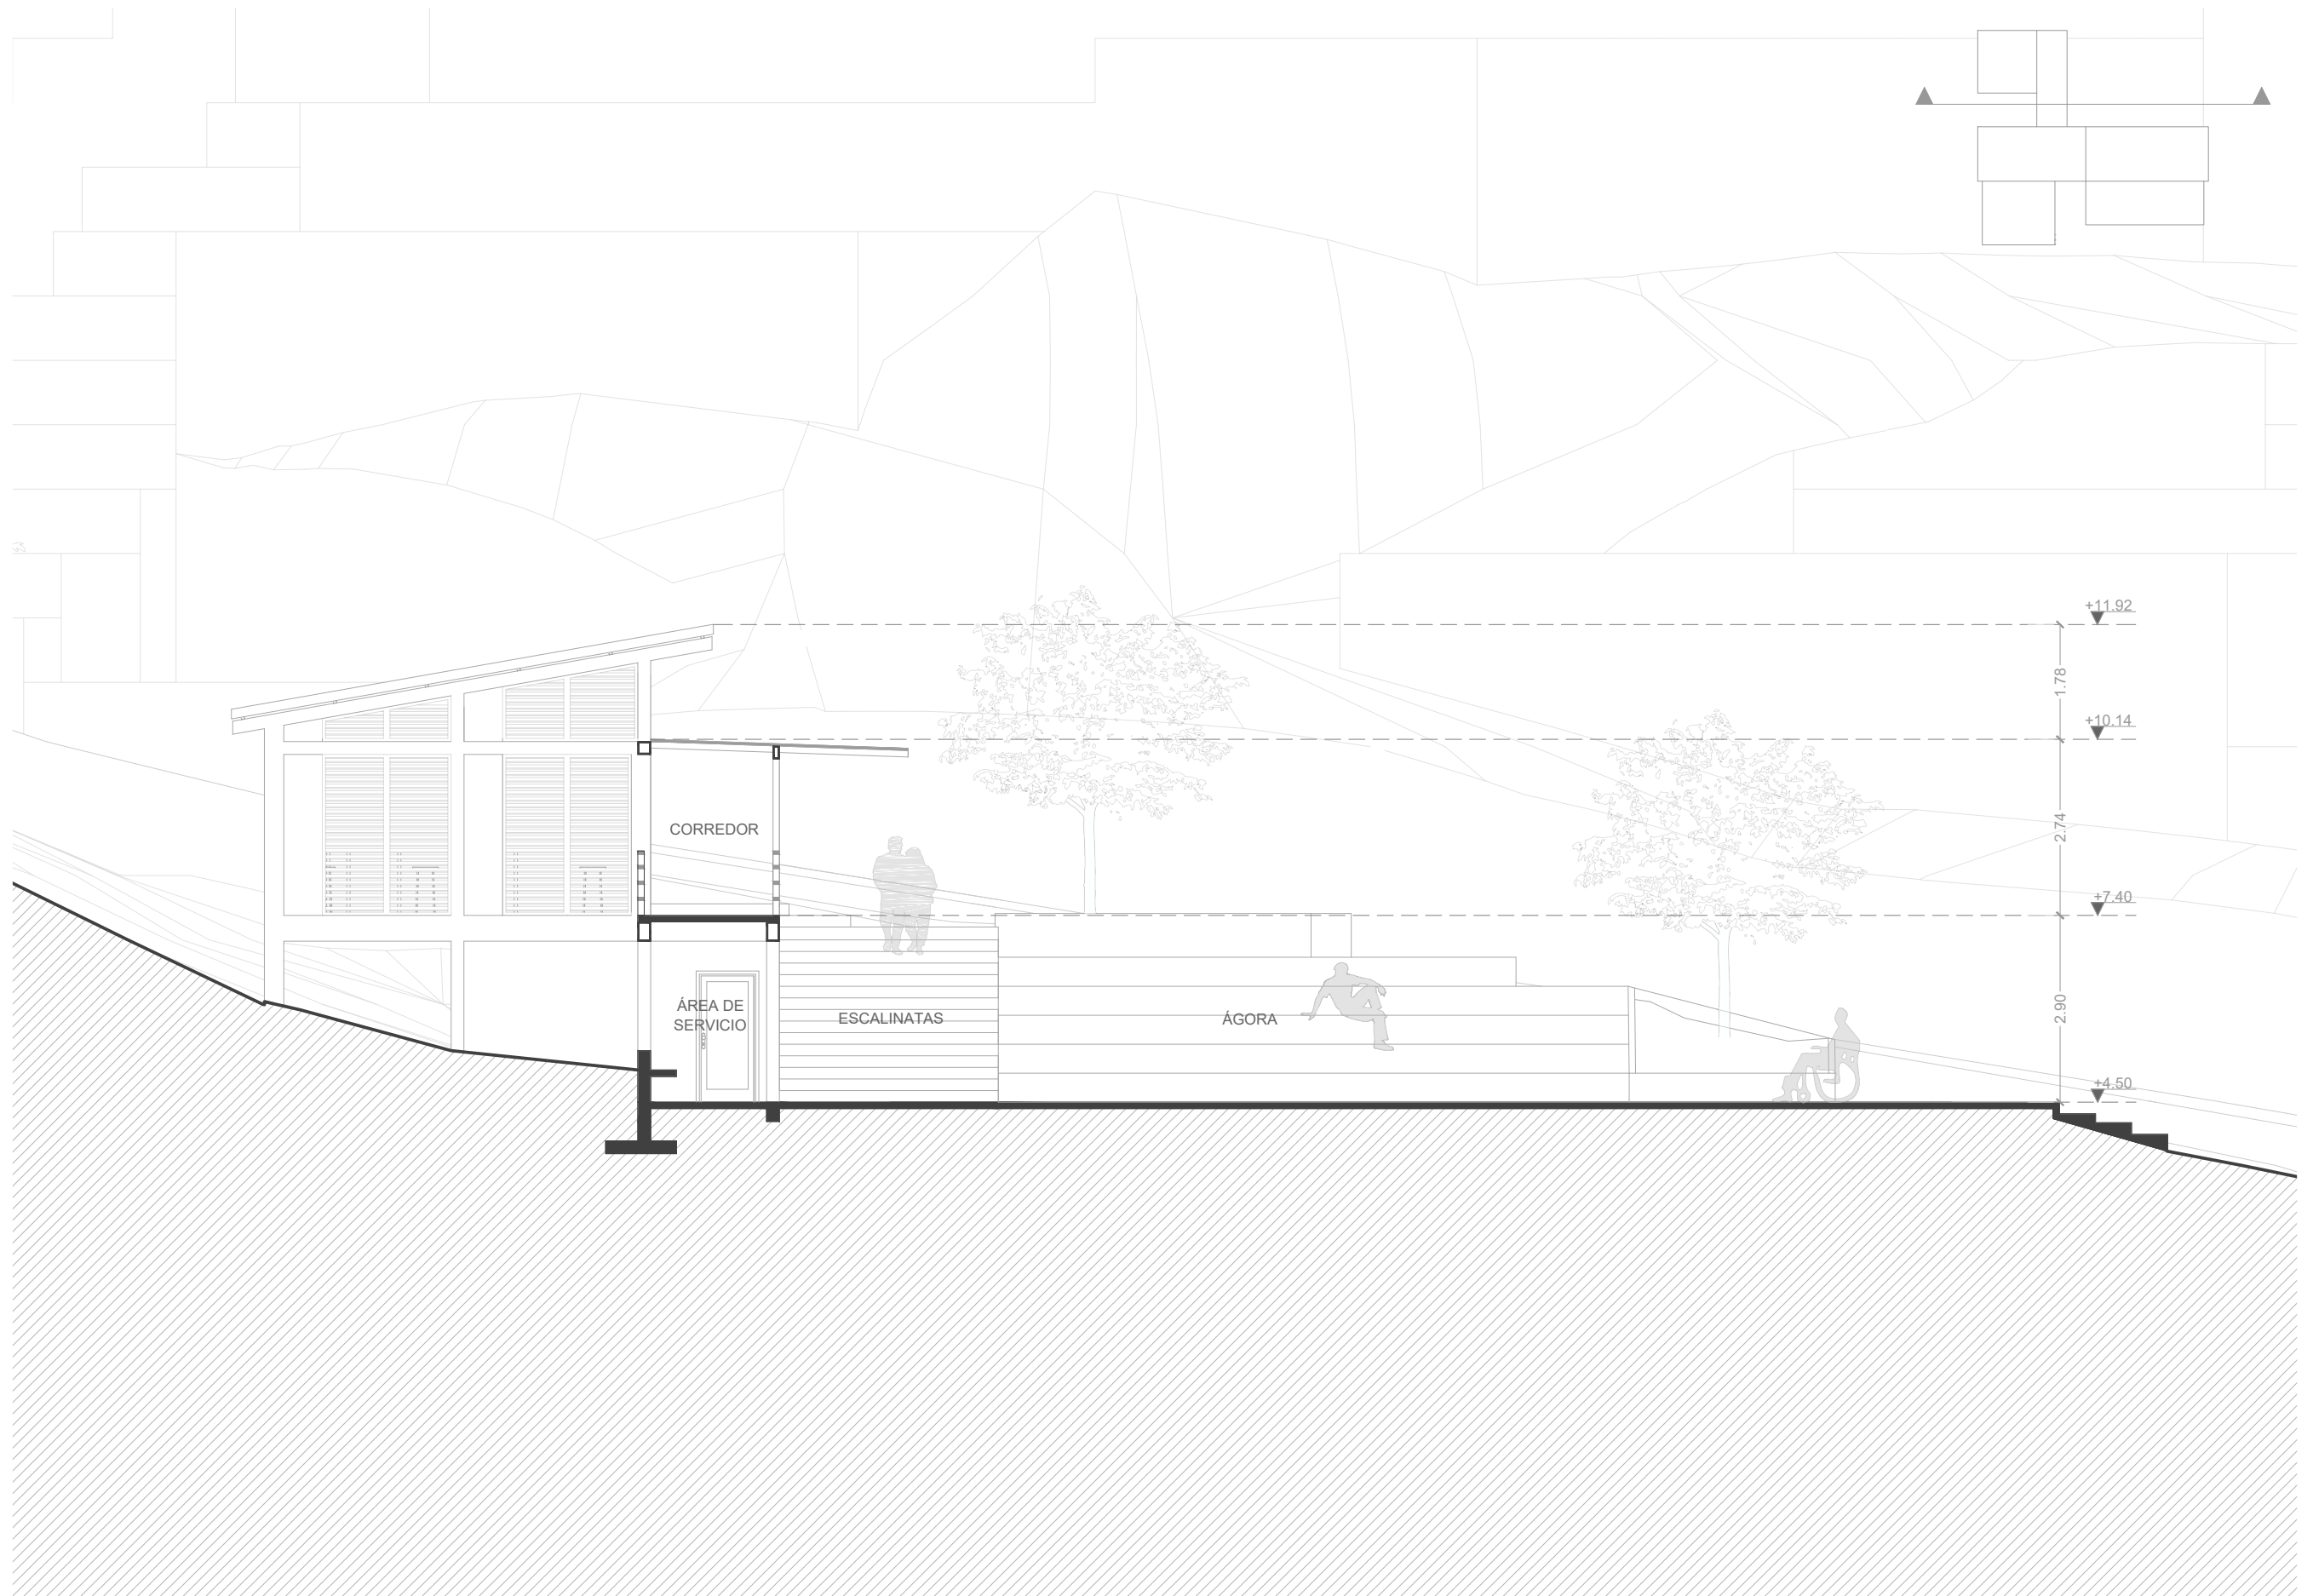 +11.92
1.78
+10.14
2.74
CORREDOR
+7.40
ÁREA DE
SERVICIO
ESCALINATAS
ÁGORA
2.90
+4.50